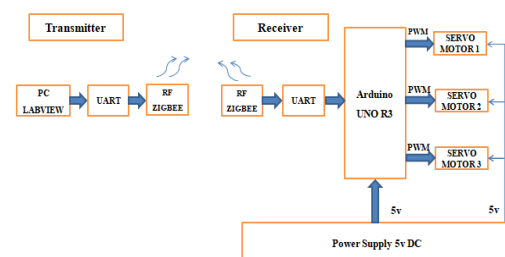 Transmitter
Receiver
PC
LABVIEW
UART
RF
ZIGBEE
RF
ZIGBEE
UART
Arduino
UNO R3
PWM
SERVO
MOTOR 1
PWM
SERVO
MOTOR 2
PWM
SERVO
MOTOR 3
5v
5v
Power Supply 5v DC